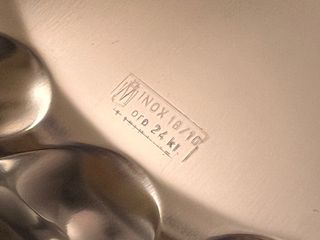 INOX 18/10
oro 24 kt.